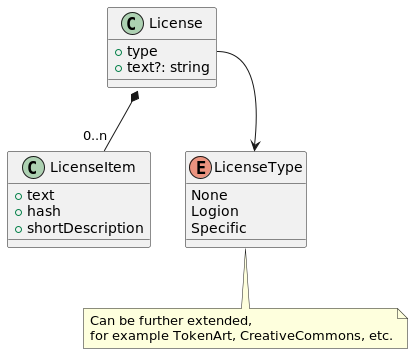 C License
+ type
+ text?: string
0..n
C LicenseItem
+ text
+ hash
+ shortDescription
E LicenseType
None
Logion
Specific
Can be further extended,
for example TokenArt, CreativeCommons, etc.